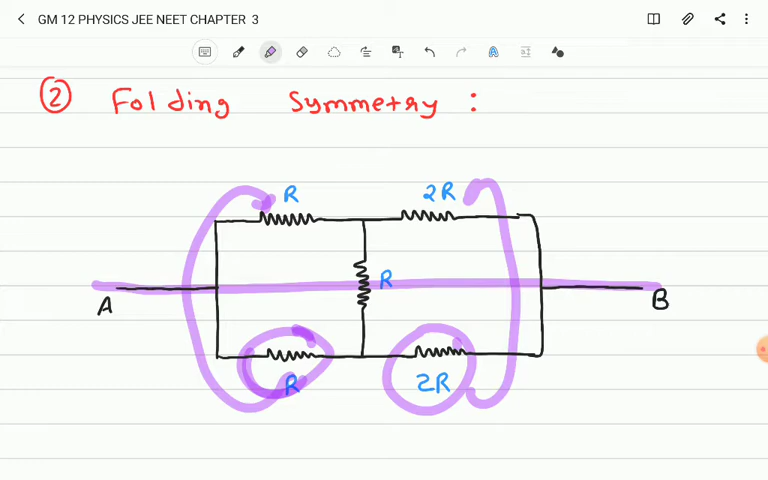 GM 12 PHYSICS JEE NEET CHAPTER 3
② Folding Symmetry :
R 2R
R
A B
R 2R